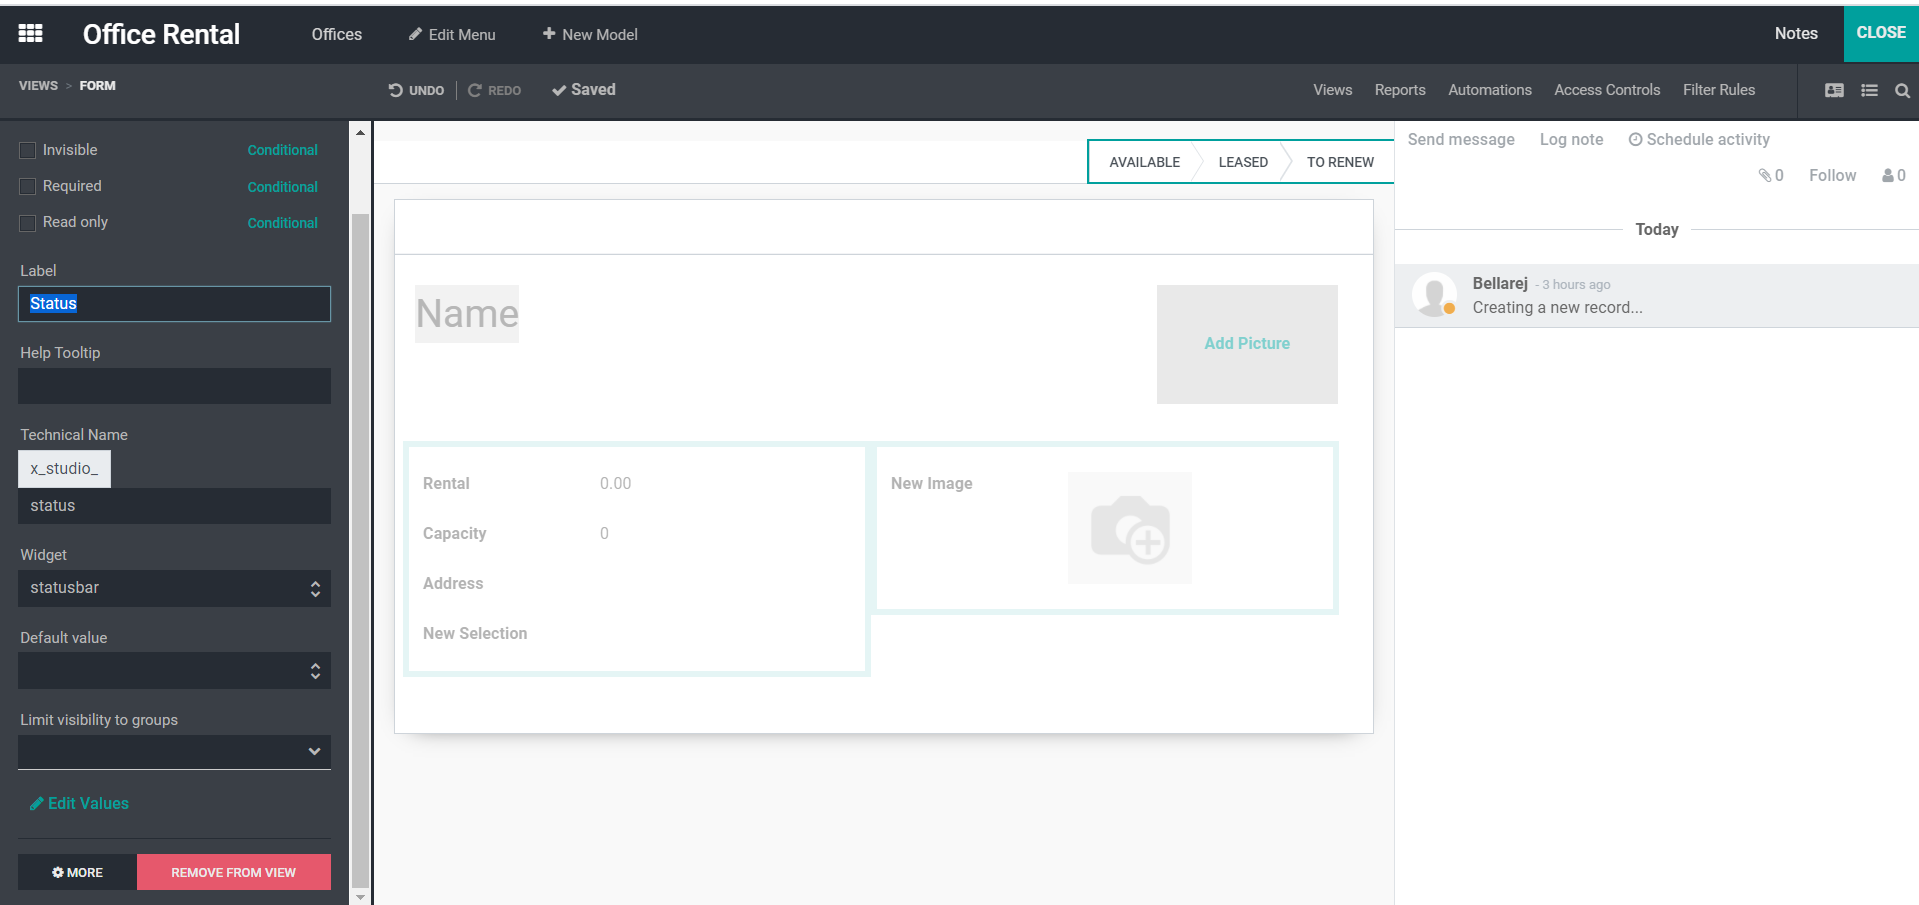 Office Rental Offices Edit Menu New Model Notes CLOSE
VIEWS > FORM UNDO REDO Saved Views Reports Automations Access Controls Filter Rules
Invisible Conditional
Required Conditional
Read only Conditional
Label
Status
Help Tooltip
Technical Name
x_studio_
status
Widget
statusbar
Default value
Limit visibility to groups
Edit Values
MORE REMOVE FROM VIEW
AVAILABLE LEASED TO RENEW
Name
Add Picture
Rental 0.00
Capacity 0
Address
New Selection
New Image
Send message Log note Schedule activity
0 Follow 0
Today
Bellarej - 3 hours ago
Creating a new record...